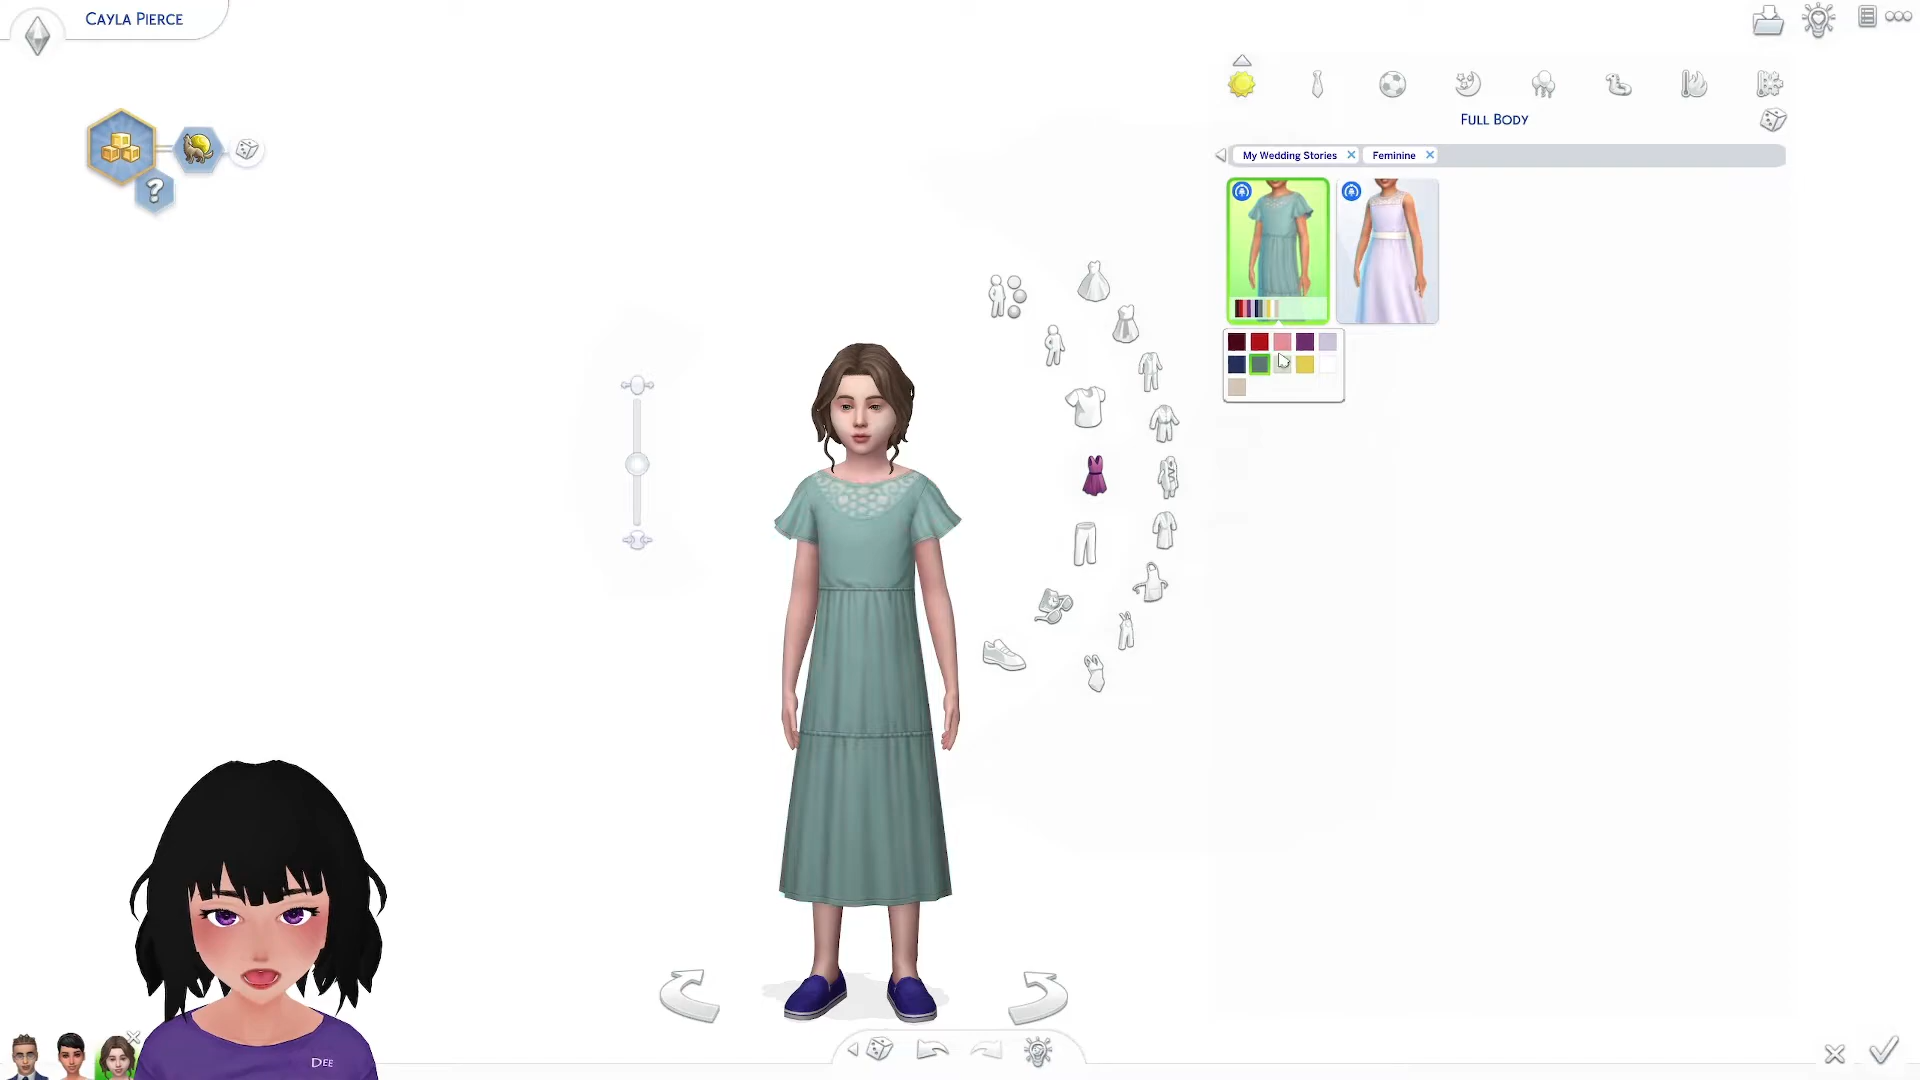 CAYLA PIERCE
FULL BODY
My Wedding Stories
Feminine
?
DEE